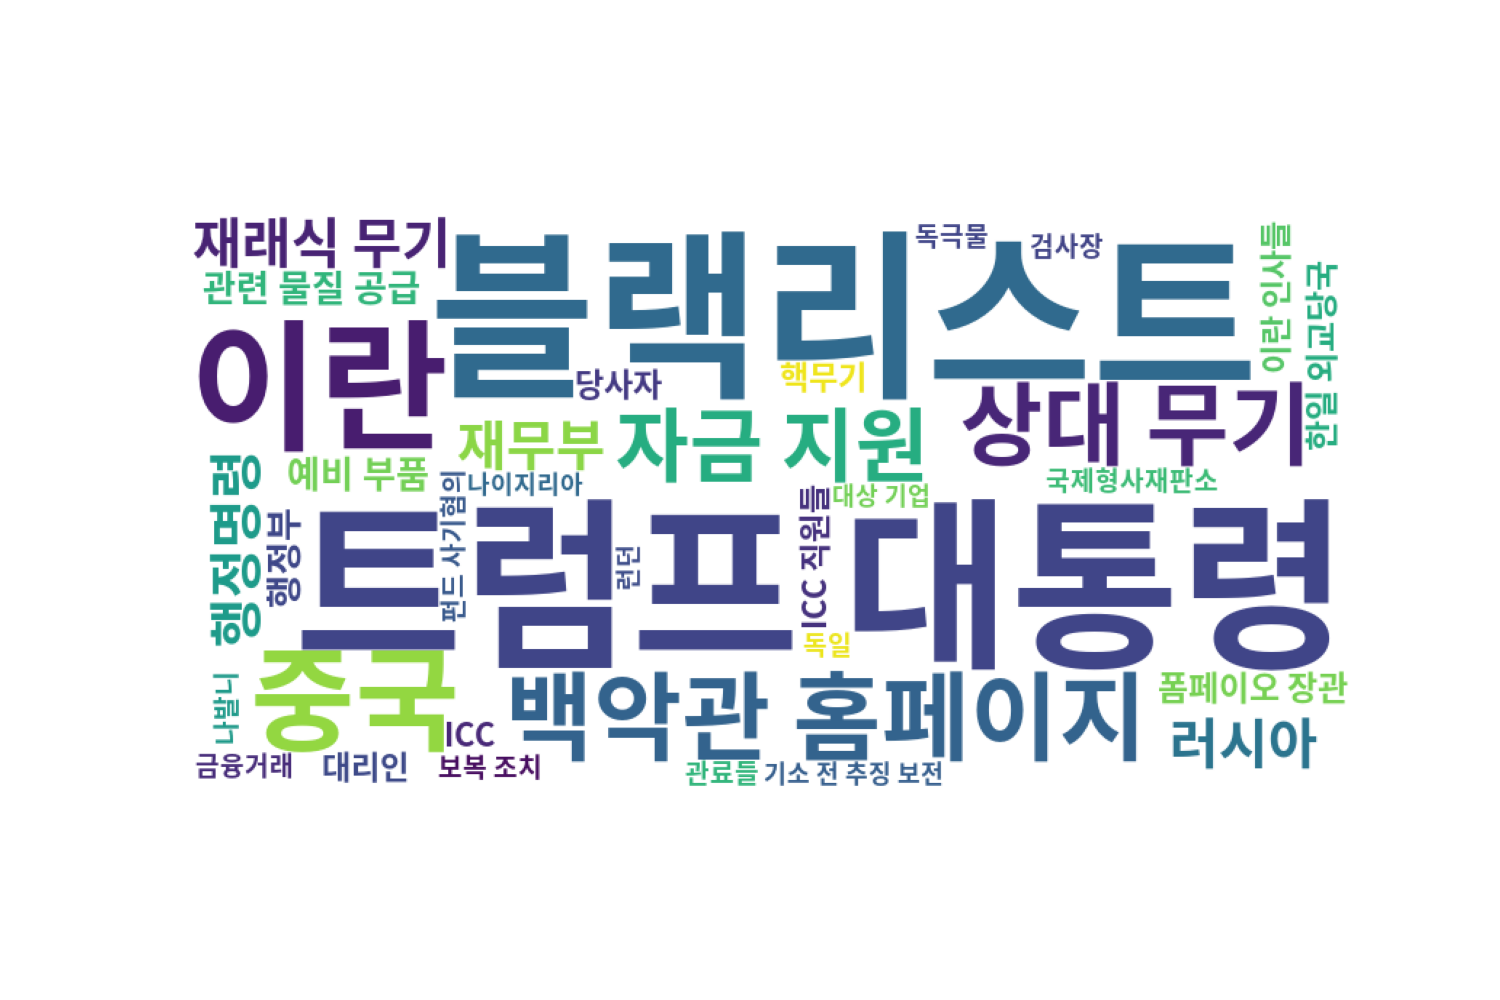 재래식 무기
블랙리스트
독극물
검사장
이란 인사들
한일 외교당국
관련 물질 공급
이란
당사자
핵무기
상대 무기
재무부
자금 지원
예비 부품
나이지리아
대상 기업
국제형사재판소
행정명령
행정부
펀드 사기혐의
런던
ICC 직원들
트럼프 대통령
독일
나발니
중국
ICC
백악관 홈페이지
폼페이오 장관
러시아
금융거래
대리인
보복 조치
관료들
기소 전 추징 보전